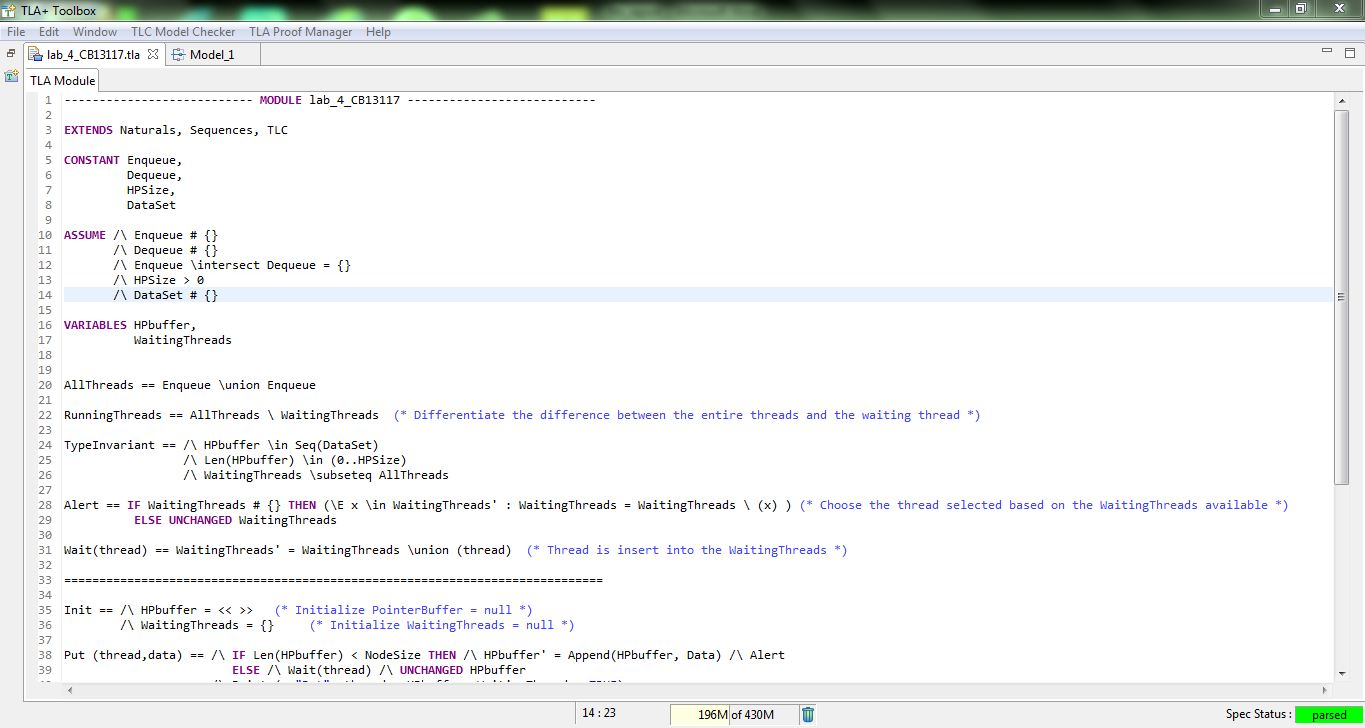 TLA+ Toolbox
File Edit Window TLC Model Checker TLA Proof Manager Help
lab_4_CB13117.tla Model_1
TLA Module
1 --------------------------- MODULE lab_4_CB13117 ---------------------------
2
3 EXTENDS Naturals, Sequences, TLC
4
5 CONSTANT Enqueue,
6 Dequeue,
7 HPSize,
8 DataSet
9
10 ASSUME /\ Enqueue # {}
11 /\ Dequeue # {}
12 /\ Enqueue \intersect Dequeue = {}
13 /\ HPSize > 0
14 /\ DataSet # {}
15
16 VARIABLES HPbuffer,
17 WaitingThreads
18
19
20 AllThreads == Enqueue \union Enqueue
21
22 RunningThreads == AllThreads \ WaitingThreads (* Differentiate the difference between the entire threads and the waiting thread *)
23
24 TypeInvariant == /\ HPbuffer \in Seq(DataSet)
25 /\ Len(HPbuffer) \in (0..HPSize)
26 /\ WaitingThreads \subseteq AllThreads
27
28 Alert == IF WaitingThreads # {} THEN (\E x \in WaitingThreads' : WaitingThreads = WaitingThreads \ (x) ) (* Choose the thread selected based on the WaitingThreads available *)
29 ELSE UNCHANGED WaitingThreads
30
31 Wait(thread) == WaitingThreads' = WaitingThreads \union (thread) (* Thread is insert into the WaitingThreads *)
32
33 =============================================================================
34
35 Init == /\ HPbuffer = << >> (* Initialize PointerBuffer = null *)
36 /\ WaitingThreads = {} (* Initialize WaitingThreads = null *)
37
38 Put (thread,data) == /\ IF Len(HPbuffer) < NodeSize THEN /\ HPbuffer' = Append(HPbuffer, Data) /\ Alert
39 ELSE /\ Wait(thread) /\ UNCHANGED HPbuffer
14 : 23 196M of 430M Spec Status : parsed